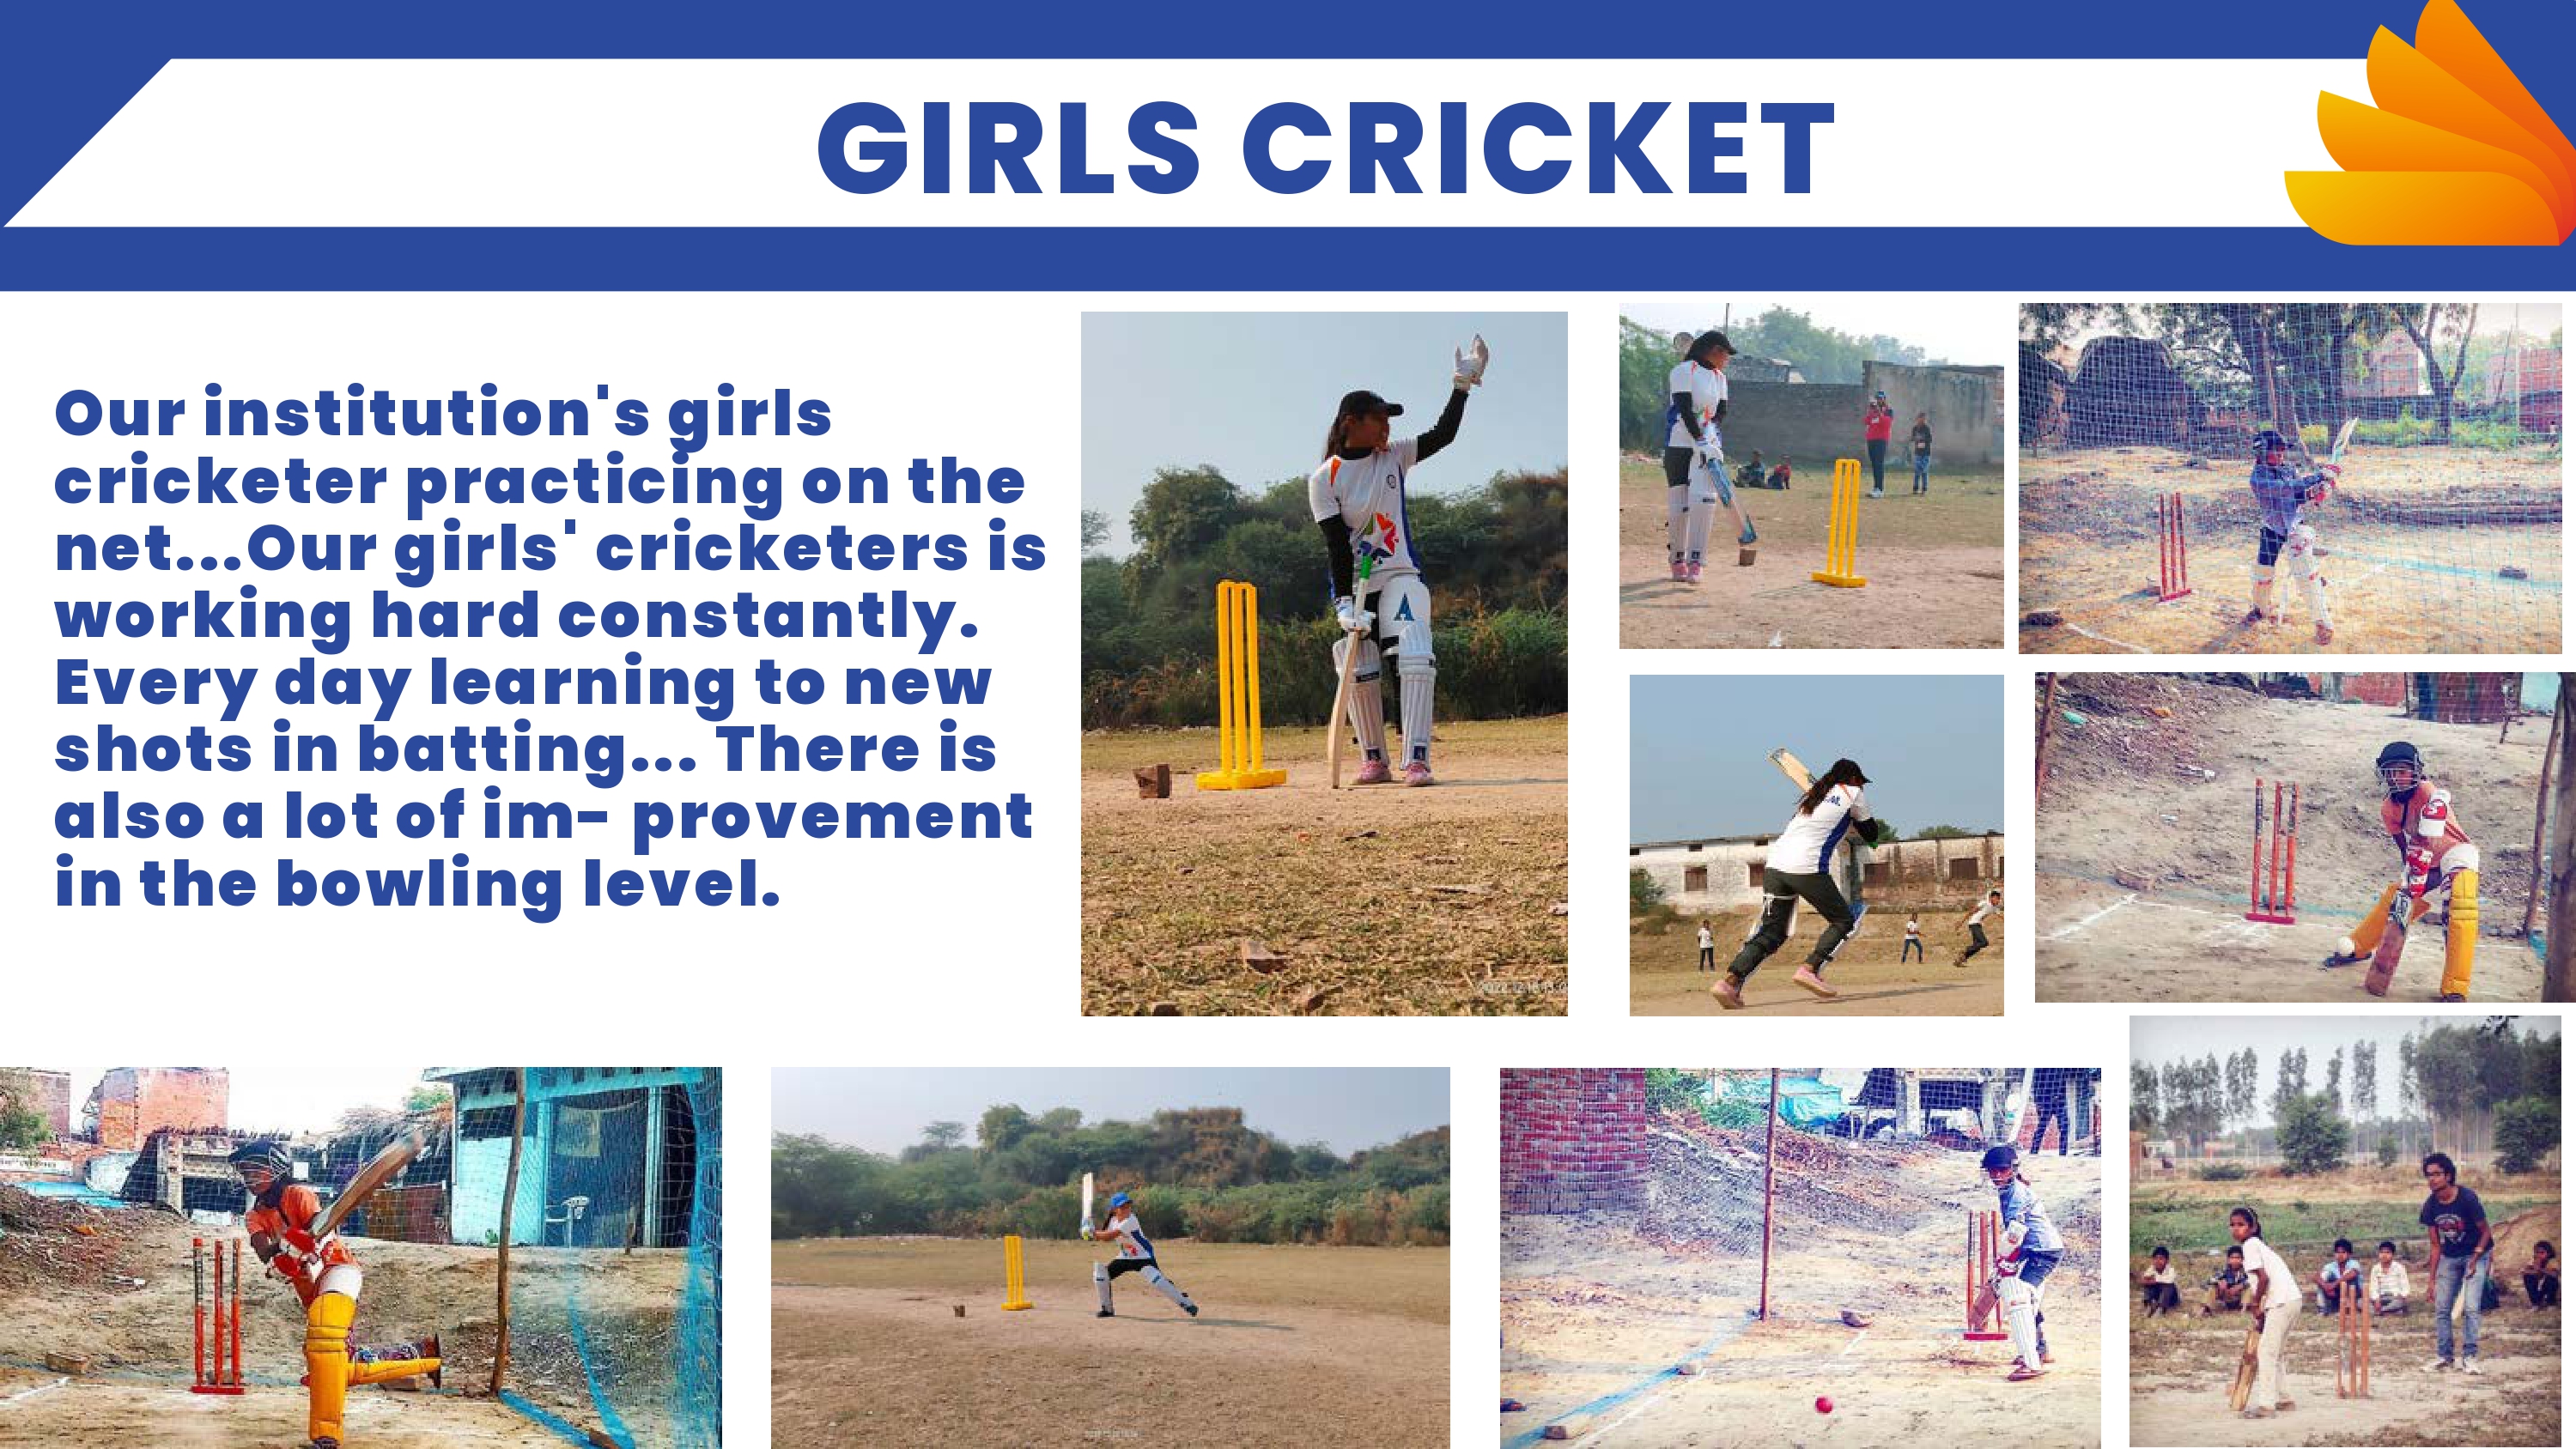 GIRLS CRICKET
Our institution's girls
cricketer practicing on the
net...Our girls' cricketers is
working hard constantly.
Every day learning to new
shots in batting... There is
also a lot of im- provement
in the bowling level.